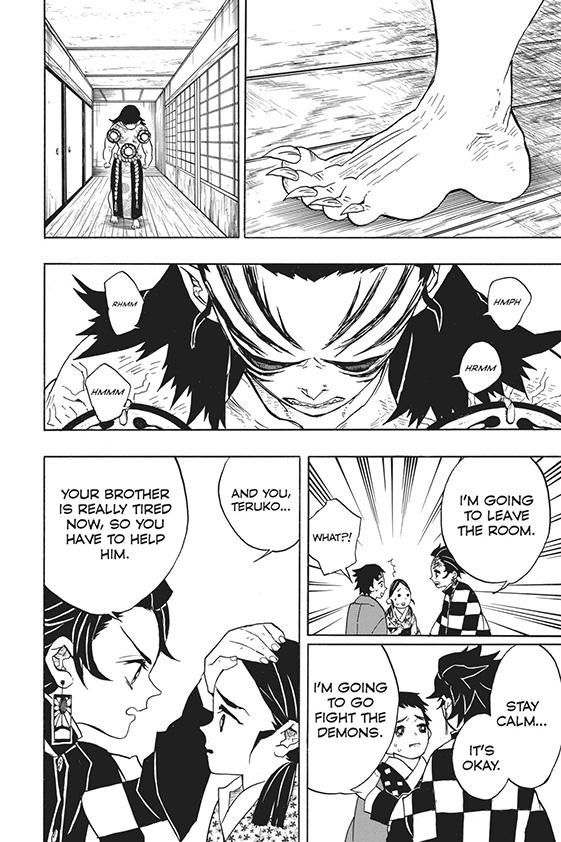 HMPH
HRMM
RHMM
HMMM
I'M GOING
TO LEAVE
THE ROOM.
WHAT?!
STAY
CALM...
IT'S
OKAY.
I'M GOING
TO GO
FIGHT THE
DEMONS.
AND YOU,
TERUKO...
YOUR BROTHER
IS REALLY TIRED
NOW, SO YOU
HAVE TO HELP
HIM.